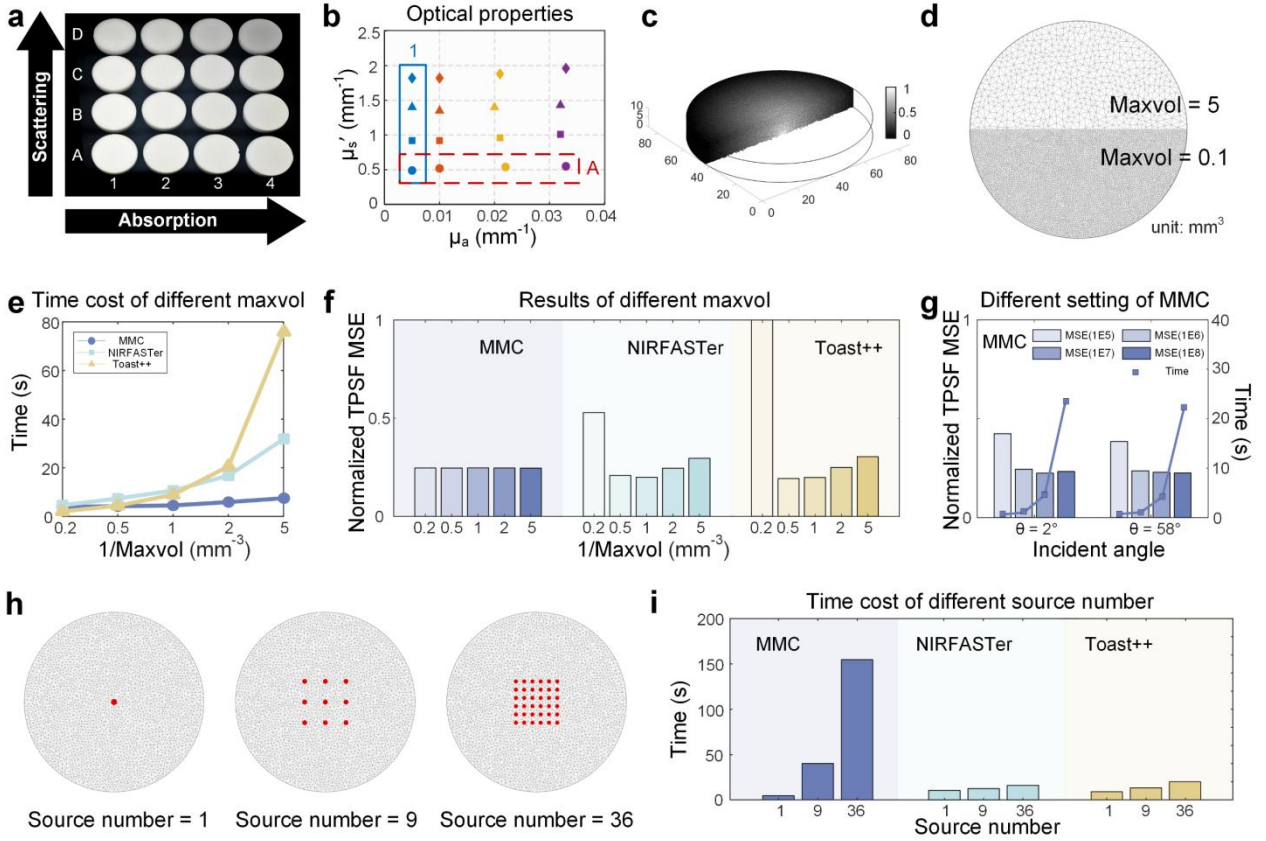 a
Scattering
D
C
B
A
1 2 3 4
Absorption
b
Optical properties
1
2.5
2
1.5
1
0.5
0
A
0 0.01 0.02 0.03 0.04
μs′ (mm⁻¹)
μa (mm⁻¹)
c
10
5
0
80
60
40
20
0
0
20
40
60
80
1
0.5
0
d
Maxvol = 5
Maxvol = 0.1
unit: mm³
e
Time cost of different maxvol
MMC
NIRFASTer
Toast++
80
60
40
20
0
Time (s)
0.2 0.5 1 2 5
1/Maxvol (mm⁻³)
f
Results of different maxvol
Normalized TPSF MSE
1
0.5
0
MMC
NIRFASTer
Toast++
0.2 0.5 1 2 5 0.2 0.5 1 2 5 0.2 0.5 1 2 5
1/Maxvol (mm⁻³)
g
Different setting of MMC
MMC
MSE(1E5) MSE(1E6)
MSE(1E7) MSE(1E8)
Time
Normalized TPSF MSE
1
0.5
0
40
30
20
10
0
Time (s)
θ = 2° θ = 58°
Incident angle
h
Source number = 1
Source number = 9
Source number = 36
i
Time cost of different source number
MMC
NIRFASTer
Toast++
200
150
100
50
0
Time (s)
1 9 36 1 9 36 1 9 36
Source number